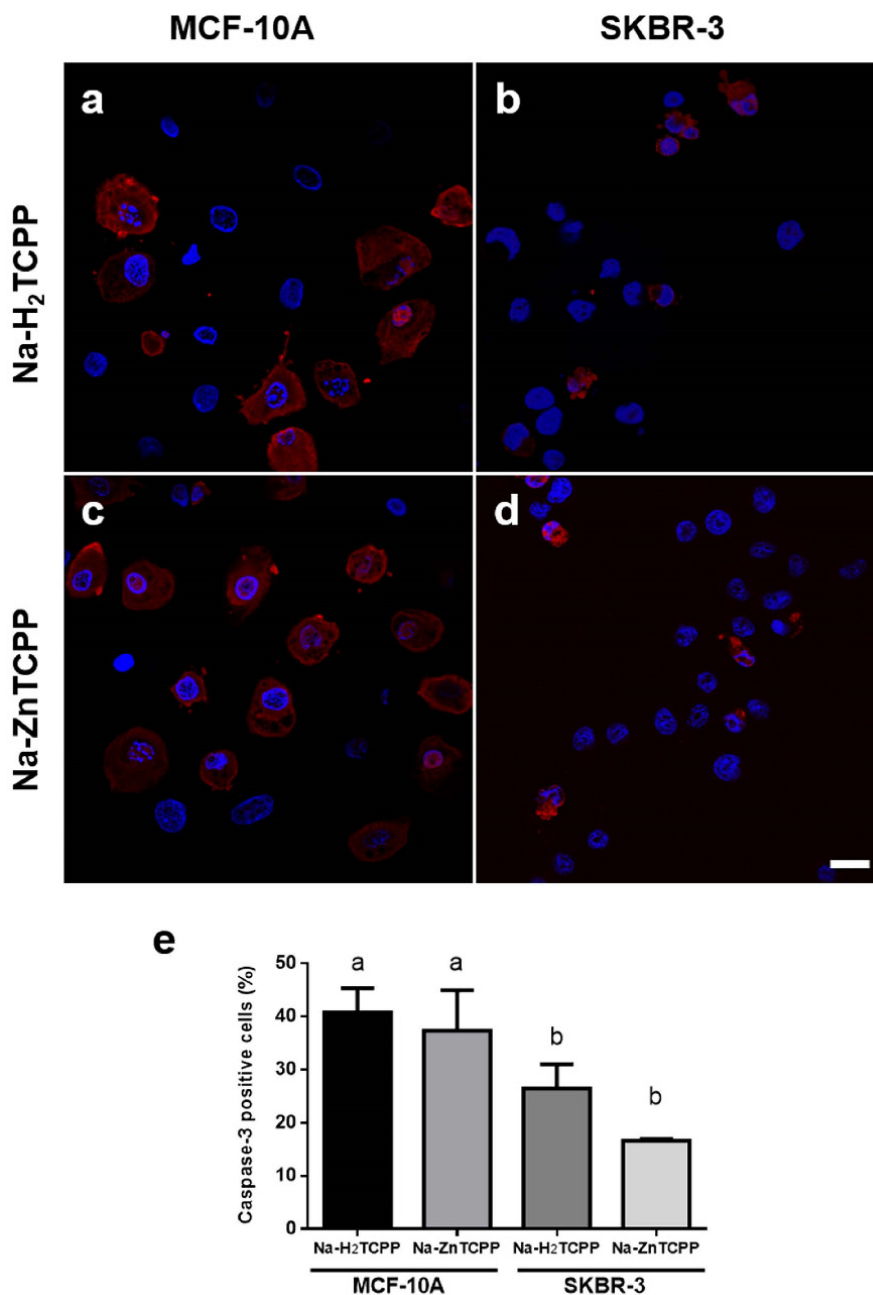 MCF-10A SKBR-3
Na-H₂TCPP
a b
Na-ZnTCPP
c d
e
Caspase-3 positive cells (%)
50
40
30
20
10
0
a a b b
Na-H2TCPP Na-ZnTCPP Na-H2TCPP Na-ZnTCPP
MCF-10A SKBR-3